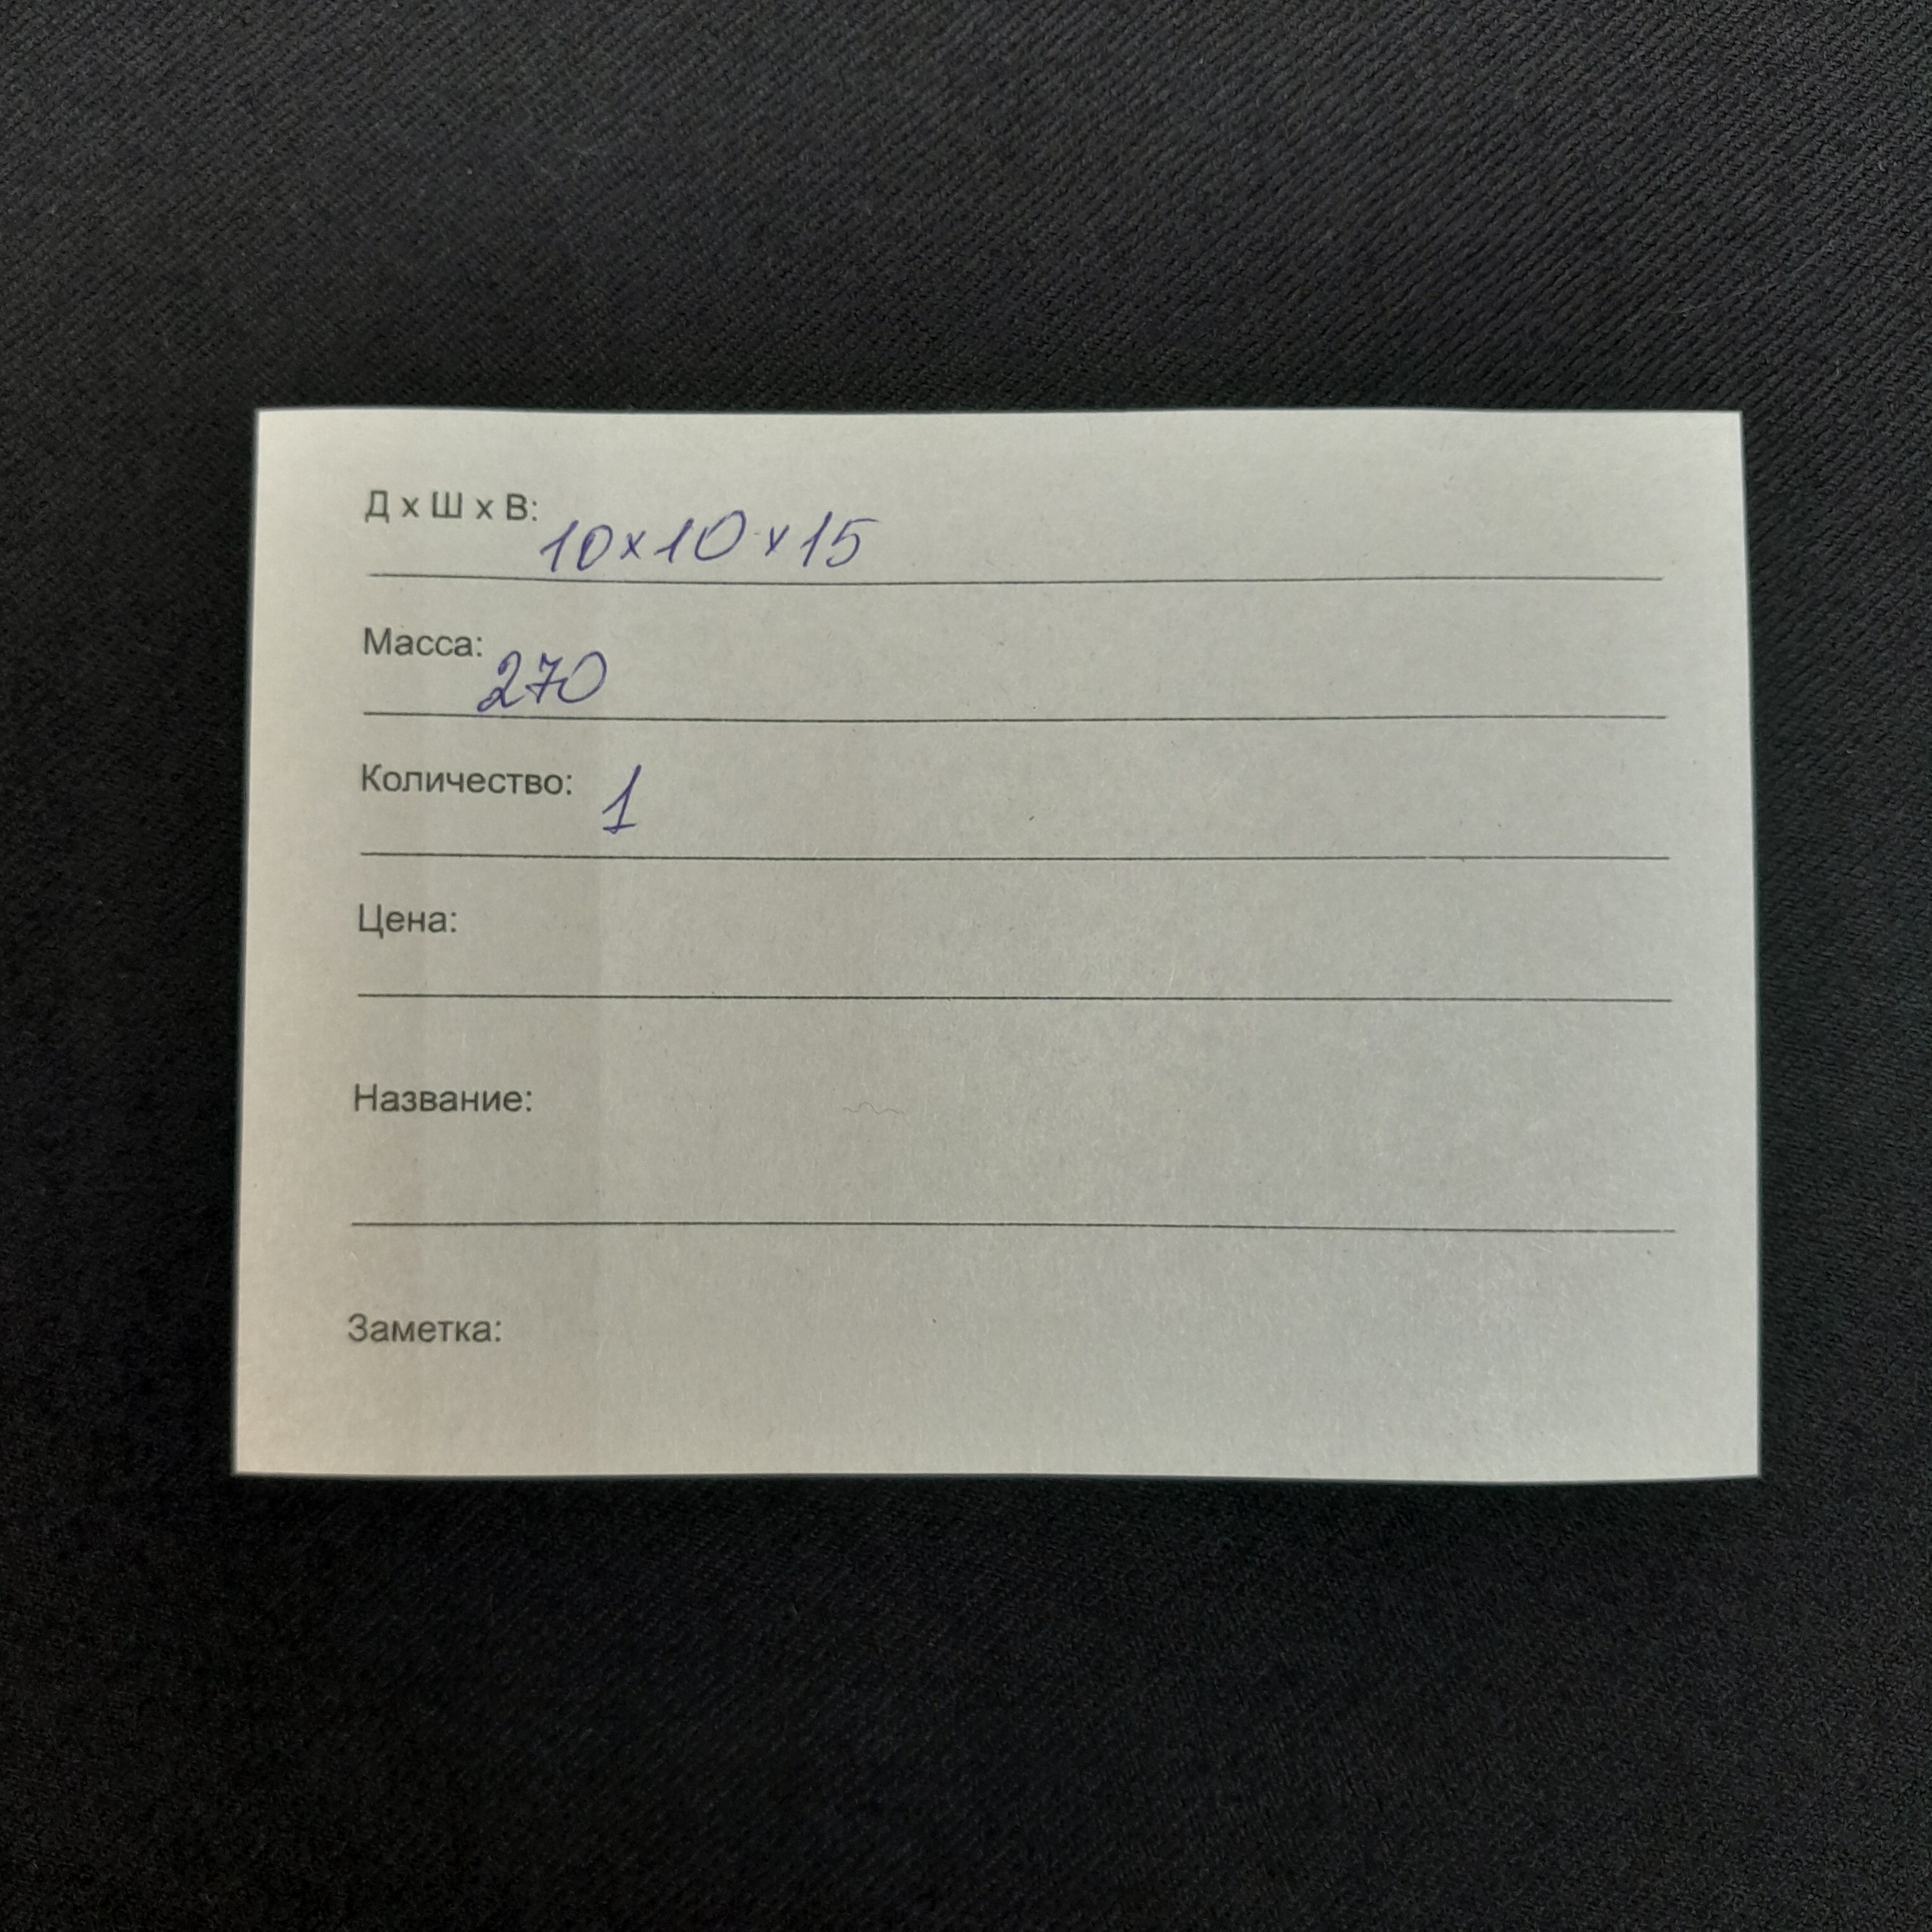 Д х Ш х В: 10х10х15
Масса: 270
Количество: 1
Цена:
Название:
Заметка: